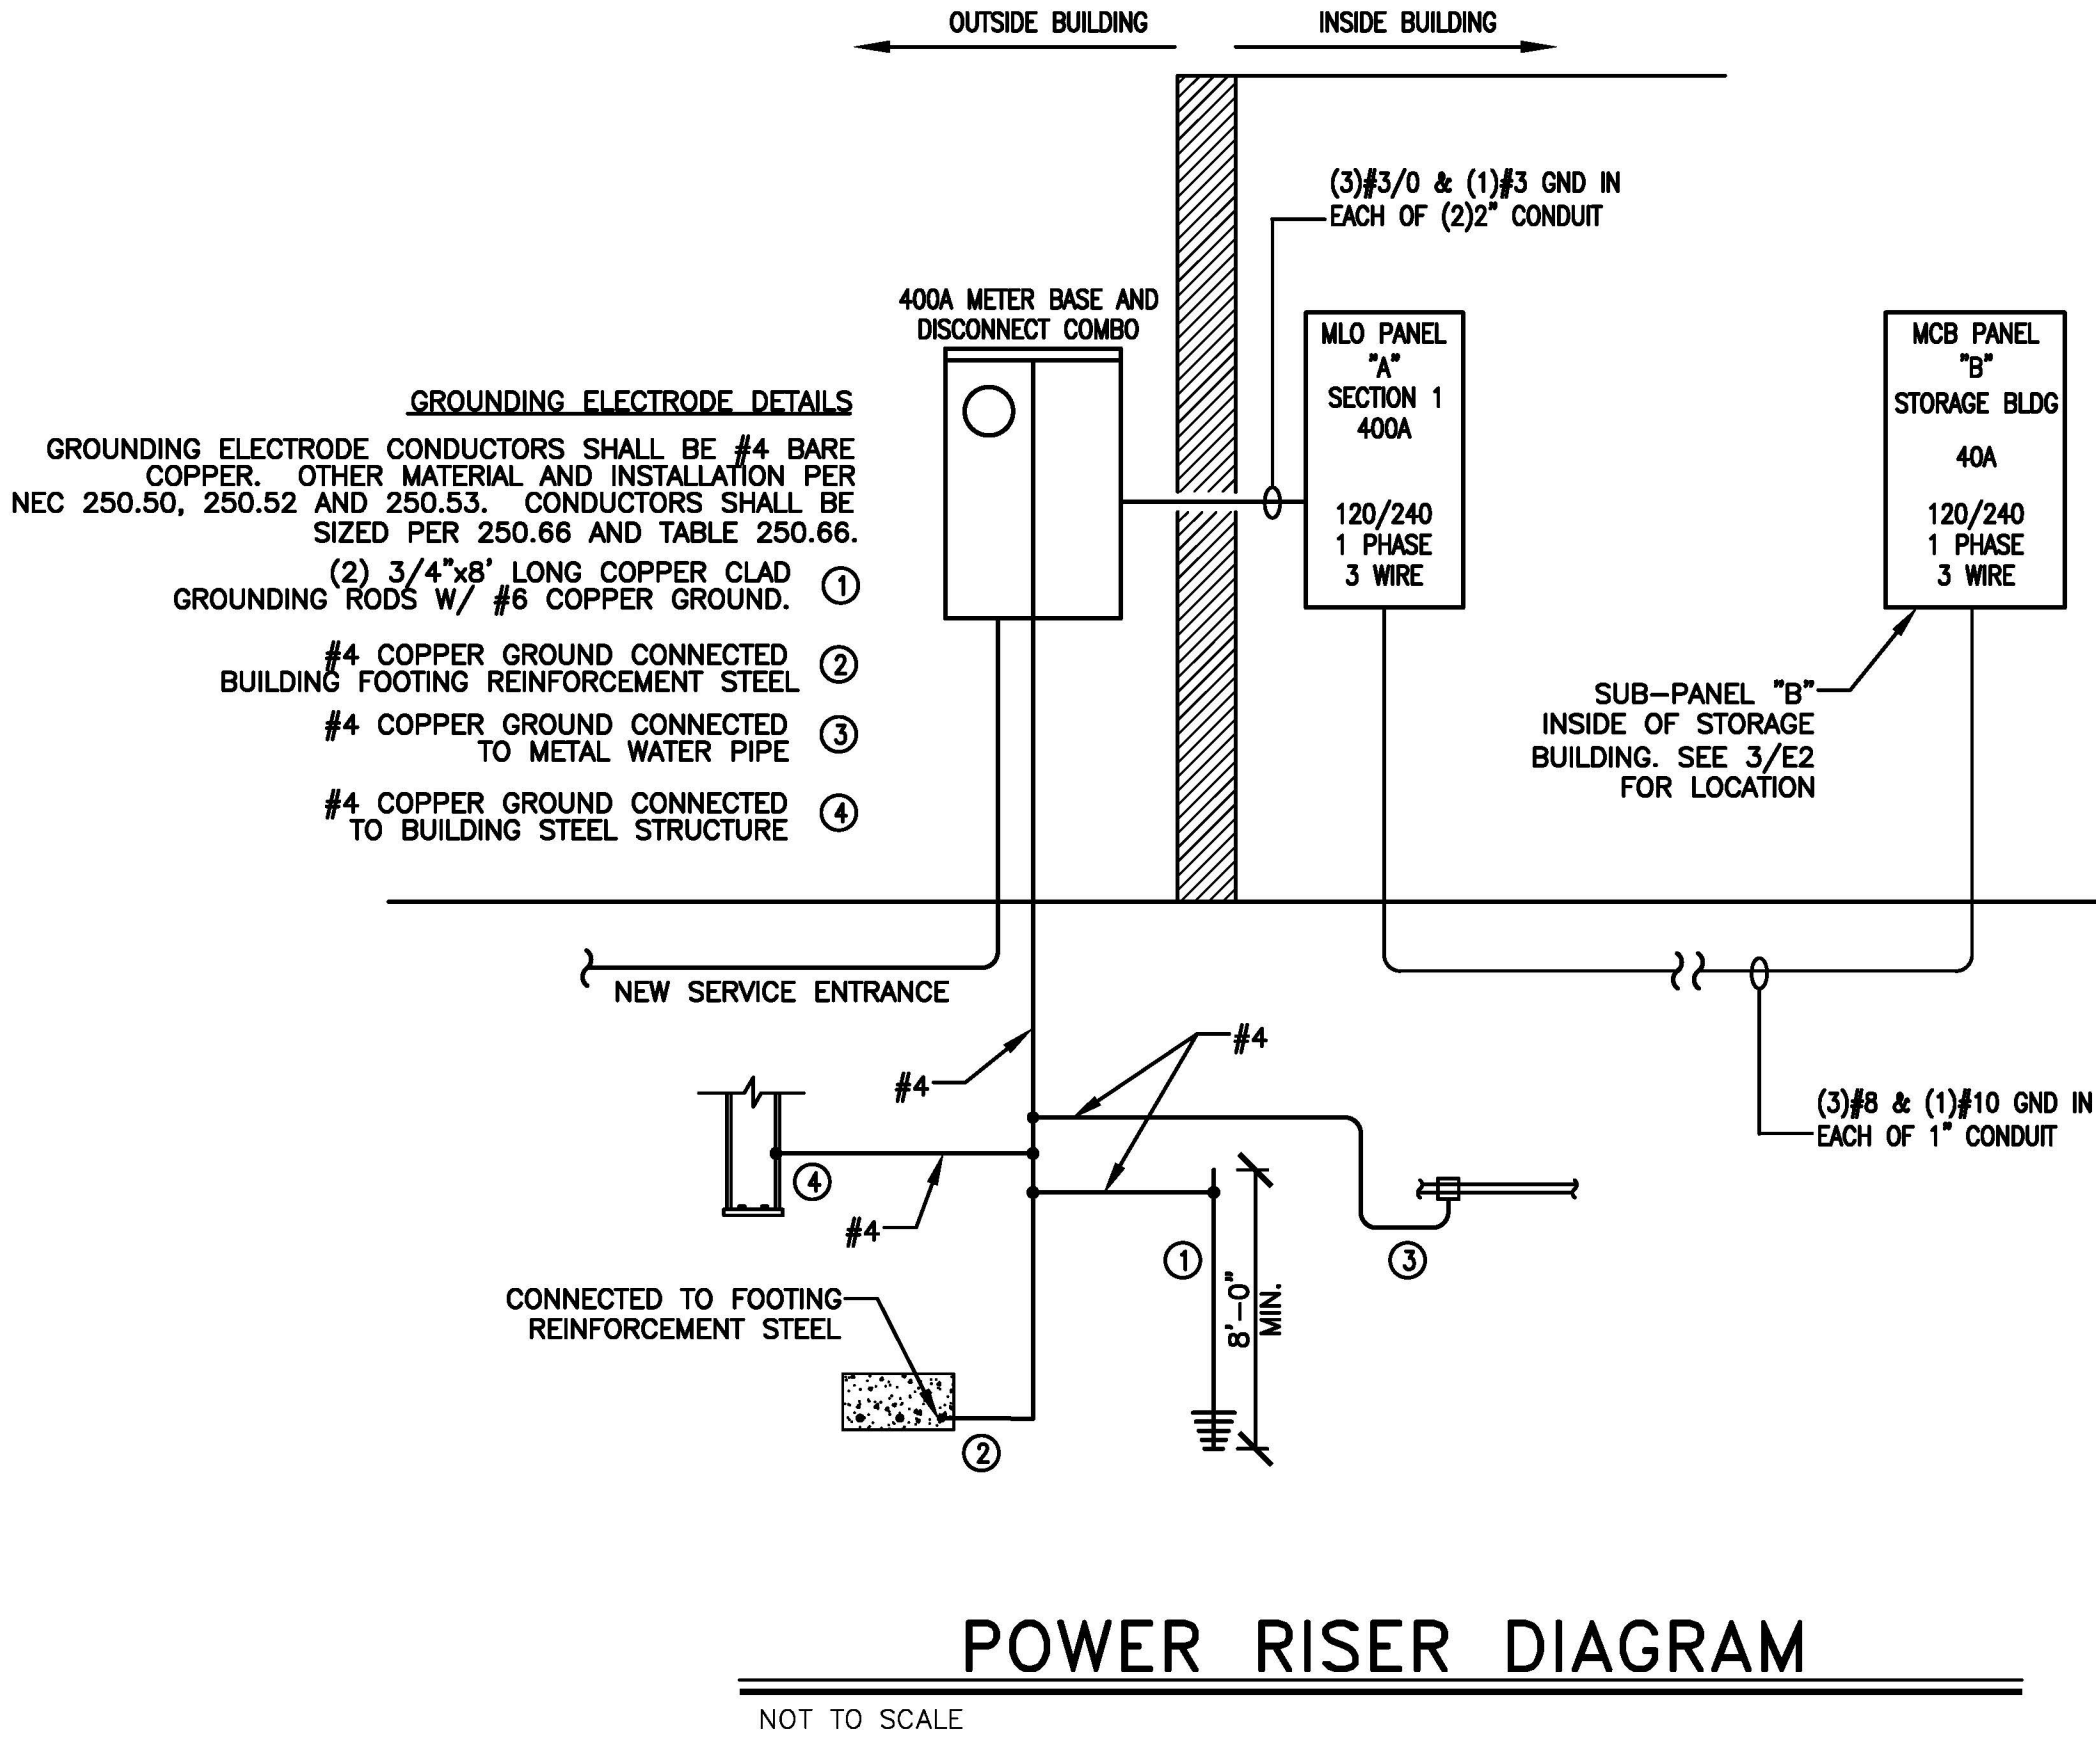 OUTSIDE BUILDING
INSIDE BUILDING
(3)#3/0 & (1)#3 GND IN
EACH OF (2)2" CONDUIT
400A METER BASE AND
DISCONNECT COMBO
MLO PANEL
"A"
SECTION 1
400A
120/240
1 PHASE
3 WIRE
MCB PANEL
"B"
STORAGE BLDG
40A
120/240
1 PHASE
3 WIRE
GROUNDING ELECTRODE DETAILS
GROUNDING ELECTRODE CONDUCTORS SHALL BE #4 BARE
COPPER. OTHER MATERIAL AND INSTALLATION PER
NEC 250.50, 250.52 AND 250.53. CONDUCTORS SHALL BE
SIZED PER 250.66 AND TABLE 250.66.
(2) 3/4"x8' LONG COPPER CLAD
GROUNDING RODS W/ #6 COPPER GROUND.
1
#4 COPPER GROUND CONNECTED
BUILDING FOOTING REINFORCEMENT STEEL
2
#4 COPPER GROUND CONNECTED
TO METAL WATER PIPE
3
#4 COPPER GROUND CONNECTED
TO BUILDING STEEL STRUCTURE
4
SUB-PANEL "B"
INSIDE OF STORAGE
BUILDING. SEE 3/E2
FOR LOCATION
NEW SERVICE ENTRANCE
#4
#4
(3)#8 & (1)#10 GND IN
EACH OF 1" CONDUIT
4
#4
1
8'-0"
MIN.
3
CONNECTED TO FOOTING
REINFORCEMENT STEEL
2
POWER RISER DIAGRAM
NOT TO SCALE